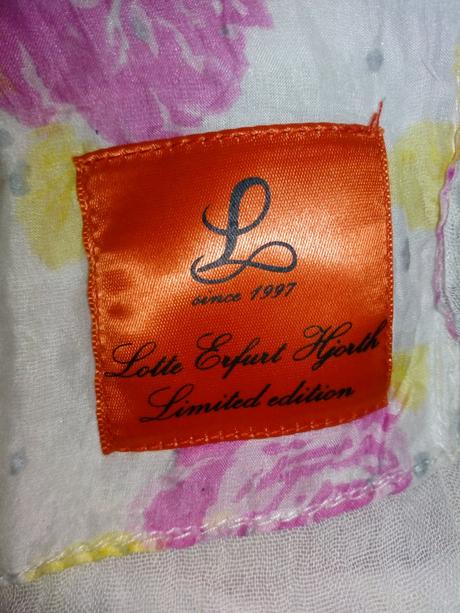 L
since 1997
Lotte Erfurt Hjorth
Limited edition